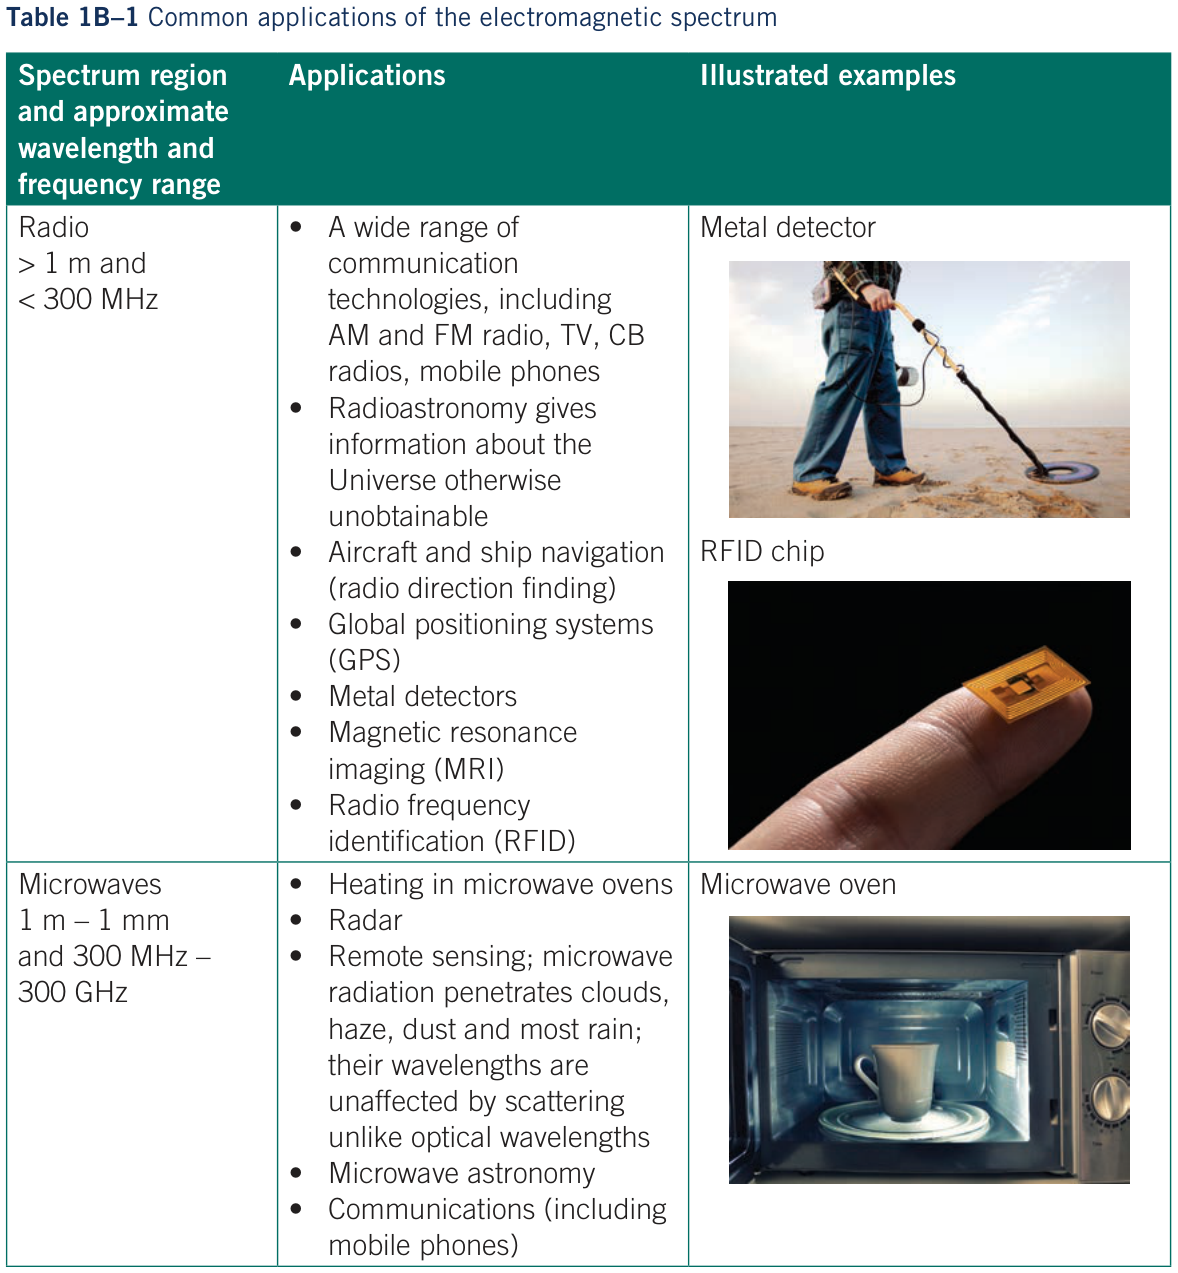 Table 1B–1 Common applications of the electromagnetic spectrum
Spectrum region
and approximate
wavelength and
frequency range
Applications
Illustrated examples
Radio
> 1 m and
< 300 MHz
• A wide range of
communication
technologies, including
AM and FM radio, TV, CB
radios, mobile phones
• Radioastronomy gives
information about the
Universe otherwise
unobtainable
• Aircraft and ship navigation
(radio direction finding)
• Global positioning systems
(GPS)
• Metal detectors
• Magnetic resonance
imaging (MRI)
• Radio frequency
identification (RFID)
Metal detector
RFID chip
Microwaves
1 m – 1 mm
and 300 MHz –
300 GHz
• Heating in microwave ovens
• Radar
• Remote sensing; microwave
radiation penetrates clouds,
haze, dust and most rain;
their wavelengths are
unaffected by scattering
unlike optical wavelengths
• Microwave astronomy
• Communications (including
mobile phones)
Microwave oven